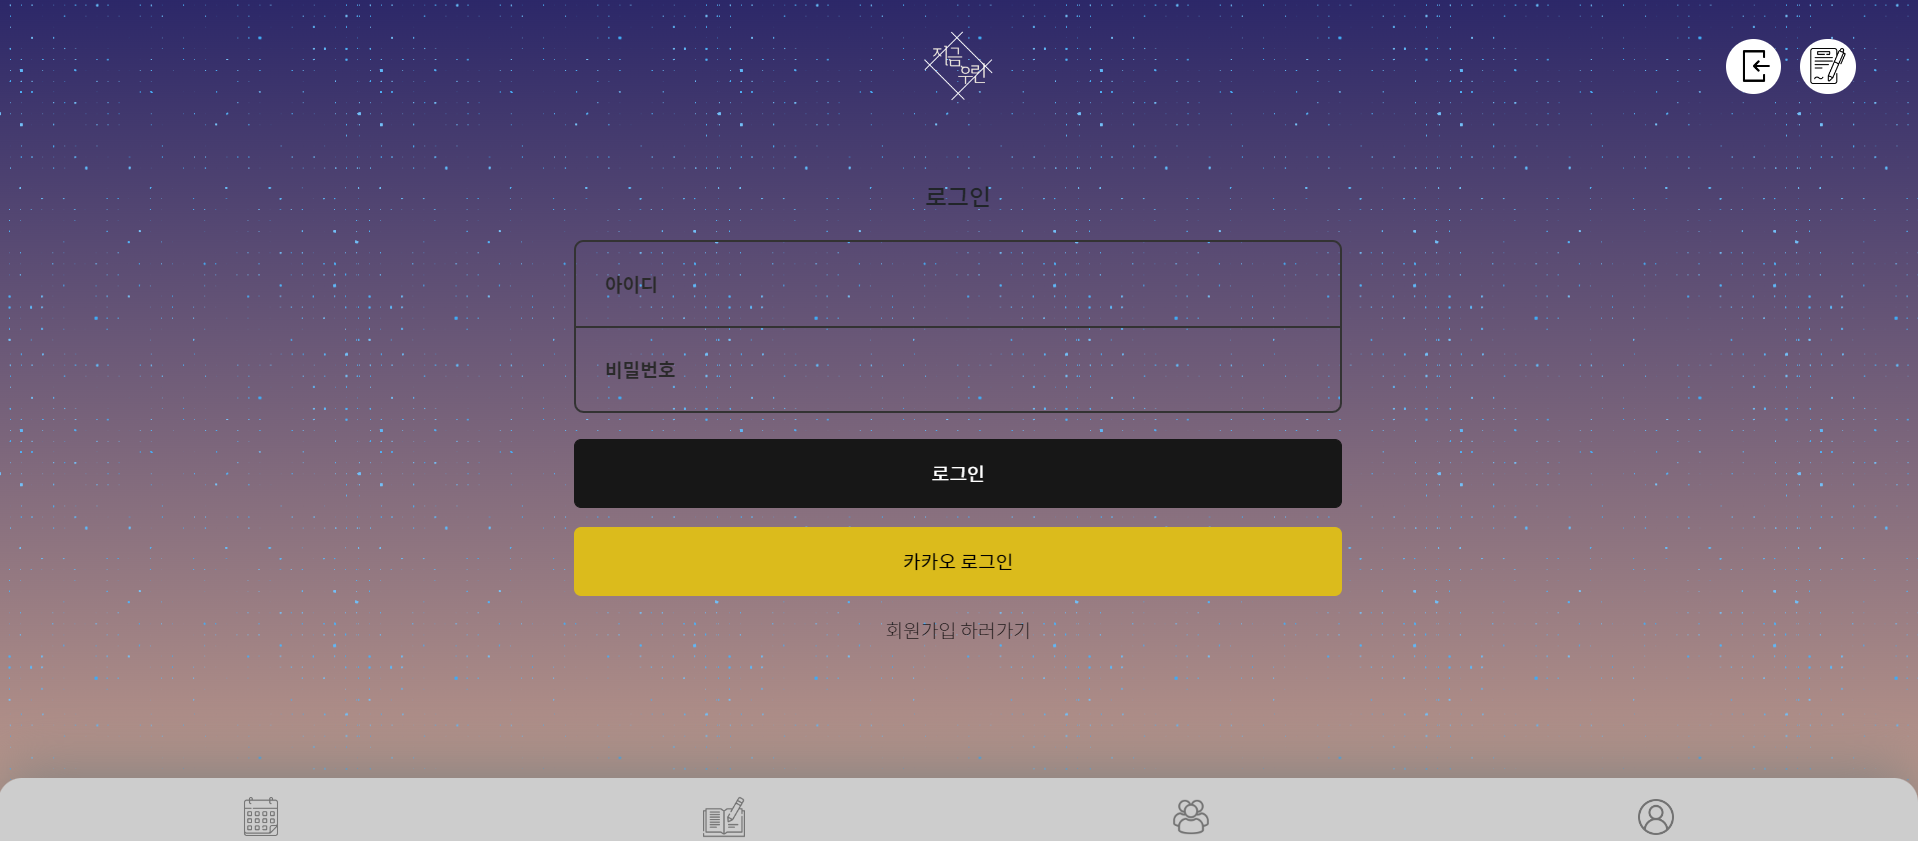 지금
우린
로그인
아이디
비밀번호
로그인
카카오 로그인
회원가입 하러가기